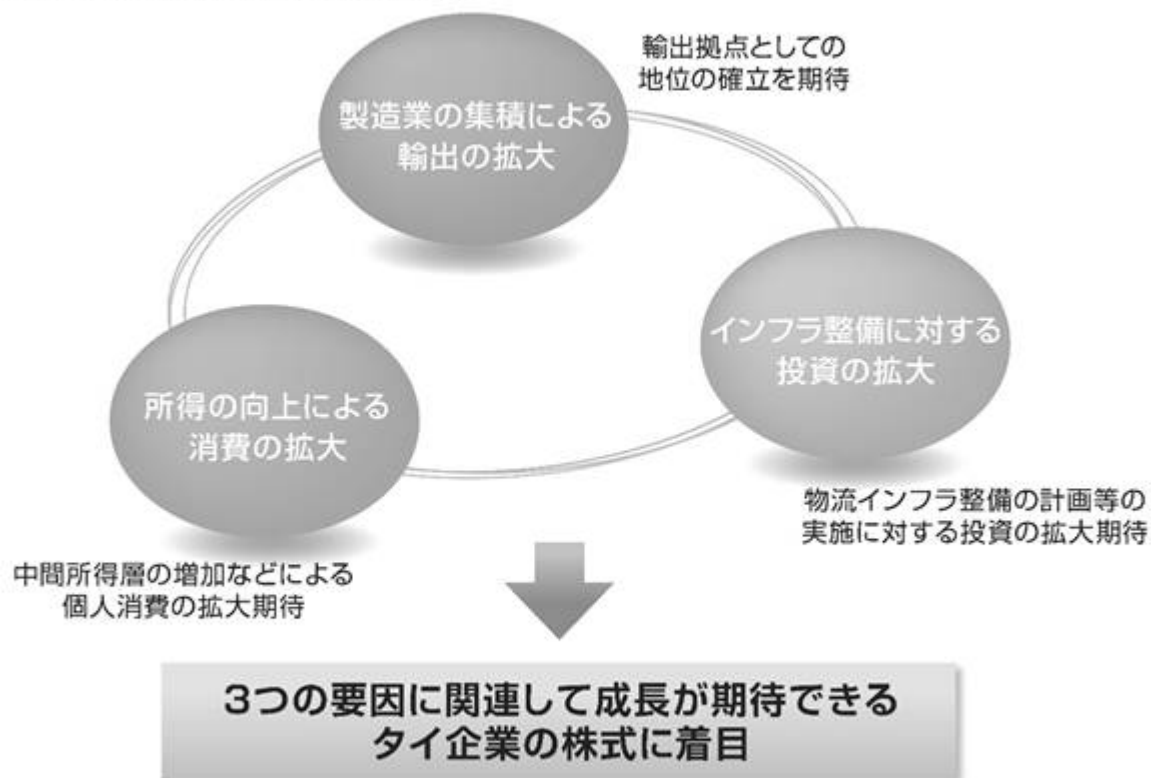 輸出拠点としての
地位の確立を期待
製造業の集積による
輸出の拡大
インフラ整備に対する
投資の拡大
所得の向上による
消費の拡大
物流インフラ整備の計画等の
実施に対する投資の拡大期待
中間所得層の増加などによる
個人消費の拡大期待
3つの要因に関連して成長が期待できる
タイ企業の株式に着目